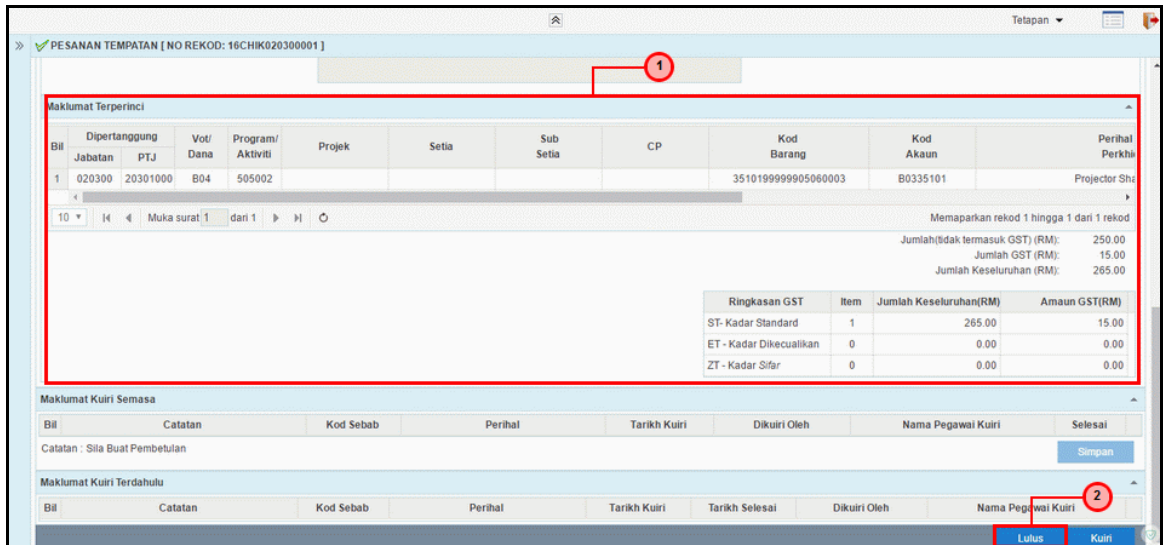 Tetapan
PESANAN TEMPATAN [ NO REKOD: 16CHIK020300001 ]
1
Maklumat Terperinci
Bil Dipertanggung Vot/ Dana Program/ Aktiviti Projek Setia Sub Setia CP Kod Barang Kod Akaun Perihal Perkhi
Jabatan PTJ
1 020300 20301000 B04 505002 3510199999905060003 B0335101 Projector Sha
10 Muka surat 1 dari 1 Memaparkan rekod 1 hingga 1 dari 1 rekod
Jumlah(tidak termasuk GST) (RM): 250.00
Jumlah GST (RM): 15.00
Jumlah Keseluruhan (RM): 265.00
Ringkasan GST Item Jumlah Keseluruhan(RM) Amaun GST(RM)
ST- Kadar Standard 1 265.00 15.00
ET - Kadar Dikecualikan 0 0.00 0.00
ZT - Kadar Sifar 0 0.00 0.00
Maklumat Kuiri Semasa
Bil Catatan Kod Sebab Perihal Tarikh Kuiri Dikuiri Oleh Nama Pegawai Kuiri Selesai
Catatan : Sila Buat Pembetulan
Simpan
Maklumat Kuiri Terdahulu
2
Bil Catatan Kod Sebab Perihal Tarikh Kuiri Tarikh Selesai Dikuiri Oleh Nama Pegawai Kuiri
Lulus Kuiri